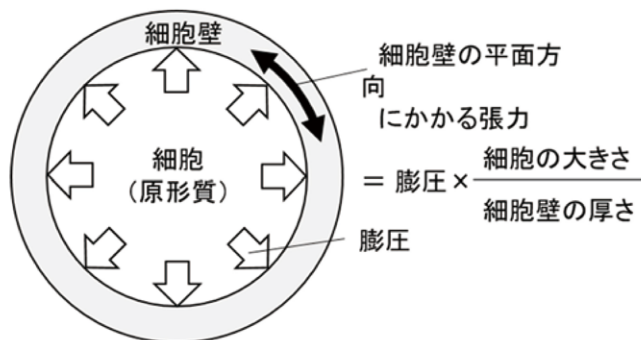 細胞壁
細胞壁の平面方
向
にかかる張力
細胞
（原形質）
= 膨圧×細胞の大きさ
細胞壁の厚さ
膨圧